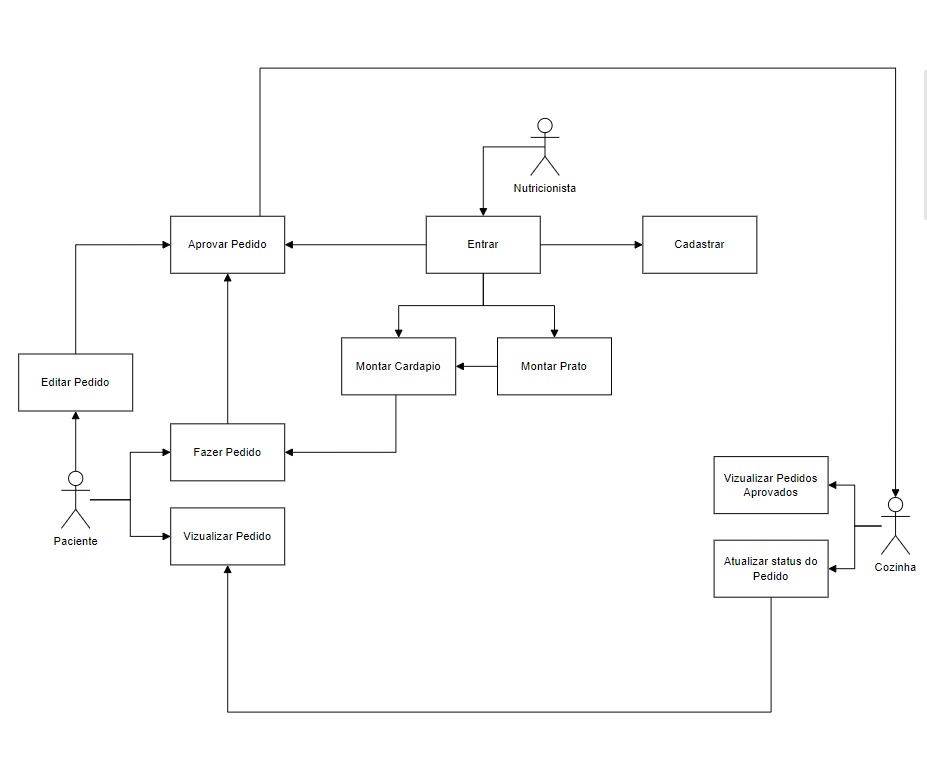 Nutricionista
Aprovar Pedido
Entrar
Cadastrar
Montar Cardapio
Montar Prato
Editar Pedido
Fazer Pedido
Vizualizar Pedidos
Aprovados
Paciente
Vizualizar Pedido
Atualizar status do
Pedido
Cozinha